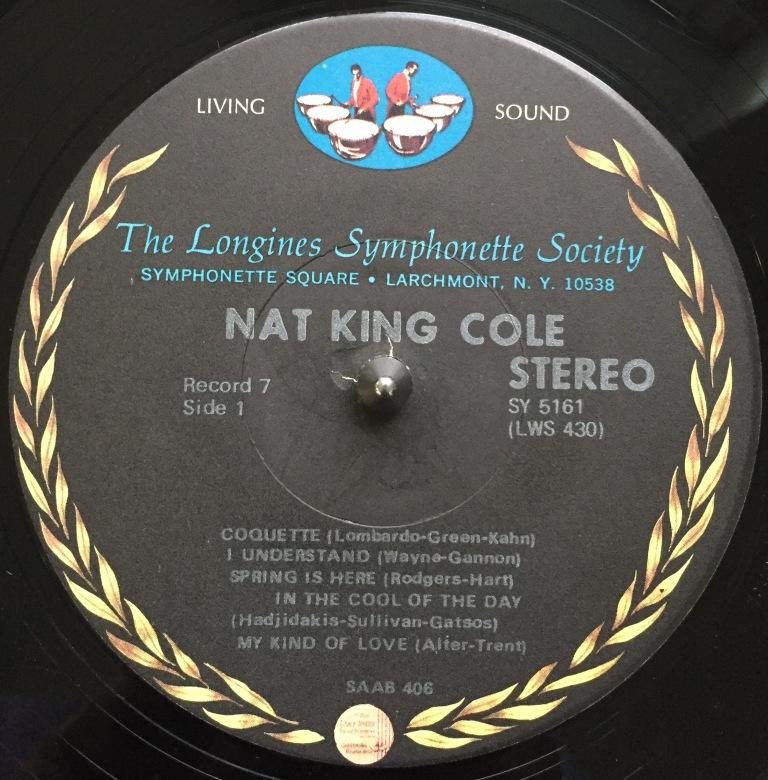 LIVING SOUND
The Longines Symphonette Society
SYMPHONETTE SQUARE • LARCHMONT, N. Y. 10538
NAT KING COLE
STEREO
Record 7
Side 1
SY 5161
(LWS 430)
COQUETTE (Lombardo-Green-Kahn)
I UNDERSTAND (Wayne-Gannon)
SPRING IS HERE (Rodgers-Hart)
IN THE COOL OF THE DAY
(Hadjidakis-Sullivan-Gatsos)
MY KIND OF LOVE (Alter-Trent)
SAAB 406